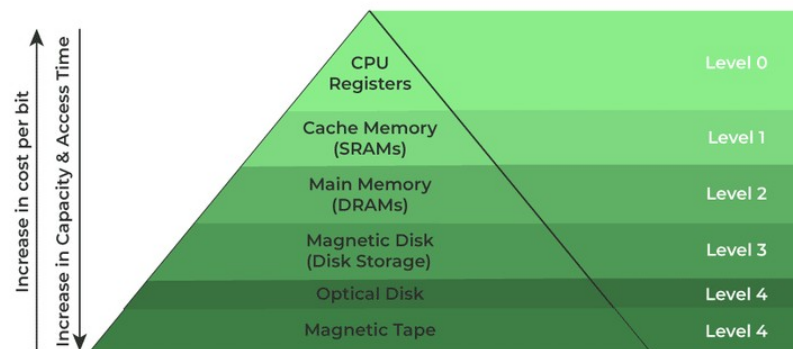 Increase in cost per bit
Increase in Capacity & Access Time
CPU
Registers
Level 0
Cache Memory
(SRAMs)
Level 1
Main Memory
(DRAMs)
Level 2
Magnetic Disk
(Disk Storage)
Level 3
Optical Disk
Level 4
Magnetic Tape
Level 4